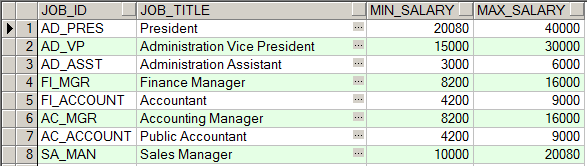 JOB_ID JOB_TITLE MIN_SALARY MAX_SALARY
1 AD_PRES President ... 20080 40000
2 AD_VP Administration Vice President ... 15000 30000
3 AD_ASST Administration Assistant ... 3000 6000
4 FI_MGR Finance Manager ... 8200 16000
5 FI_ACCOUNT Accountant ... 4200 9000
6 AC_MGR Accounting Manager ... 8200 16000
7 AC_ACCOUNT Public Accountant ... 4200 9000
8 SA_MAN Sales Manager ... 10000 20080